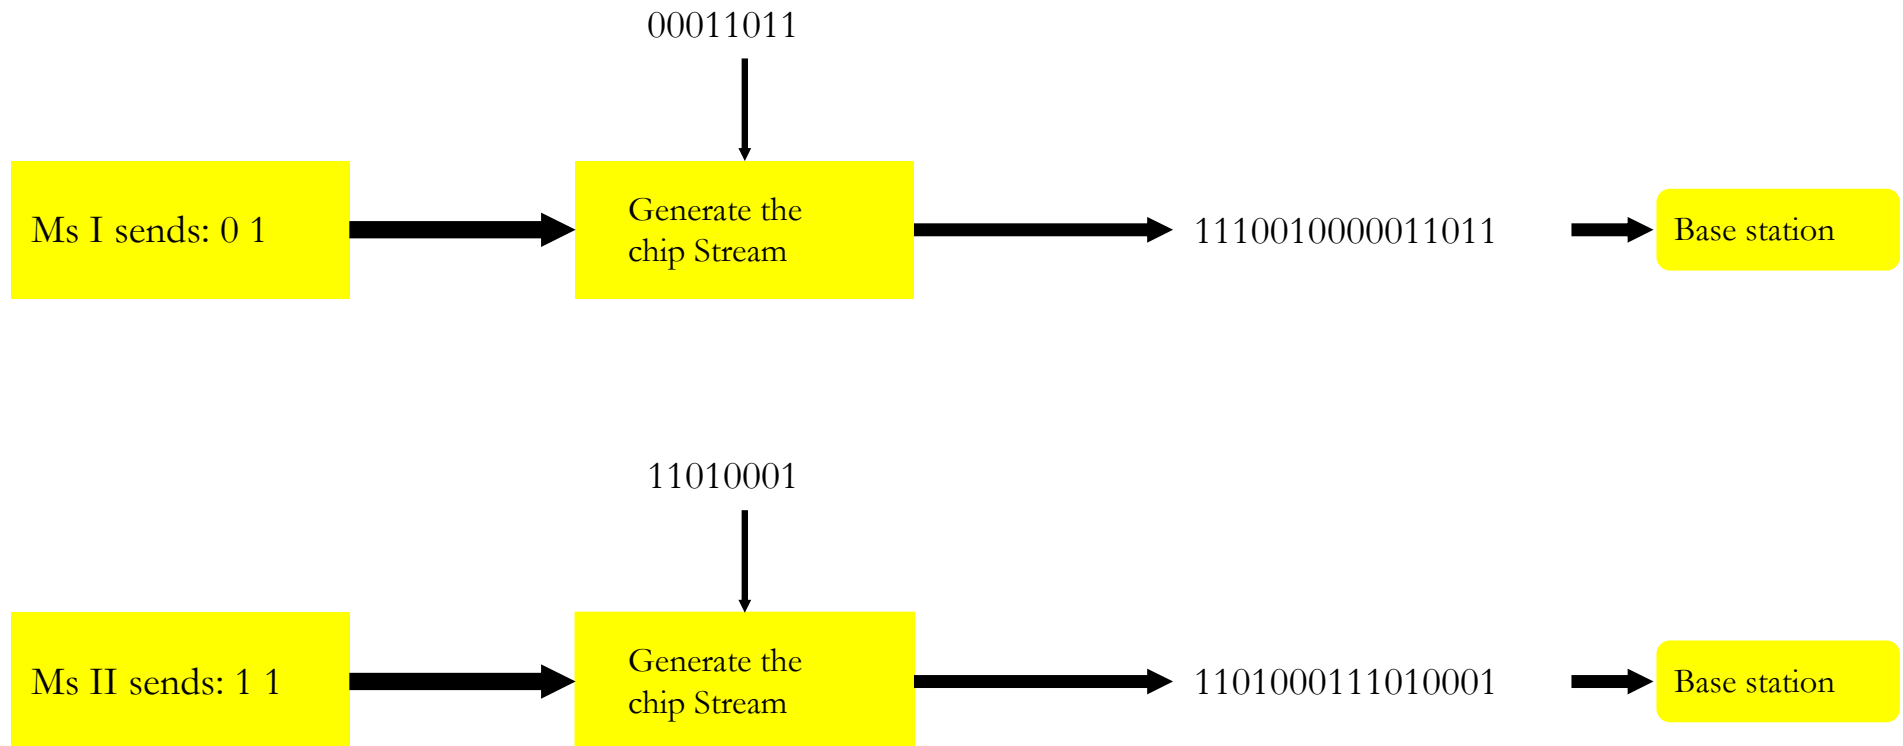 00011011
Ms I sends: 0 1
Generate the
chip Stream
1110010000011011
Base station
11010001
Ms II sends: 1 1
Generate the
chip Stream
1101000111010001
Base station